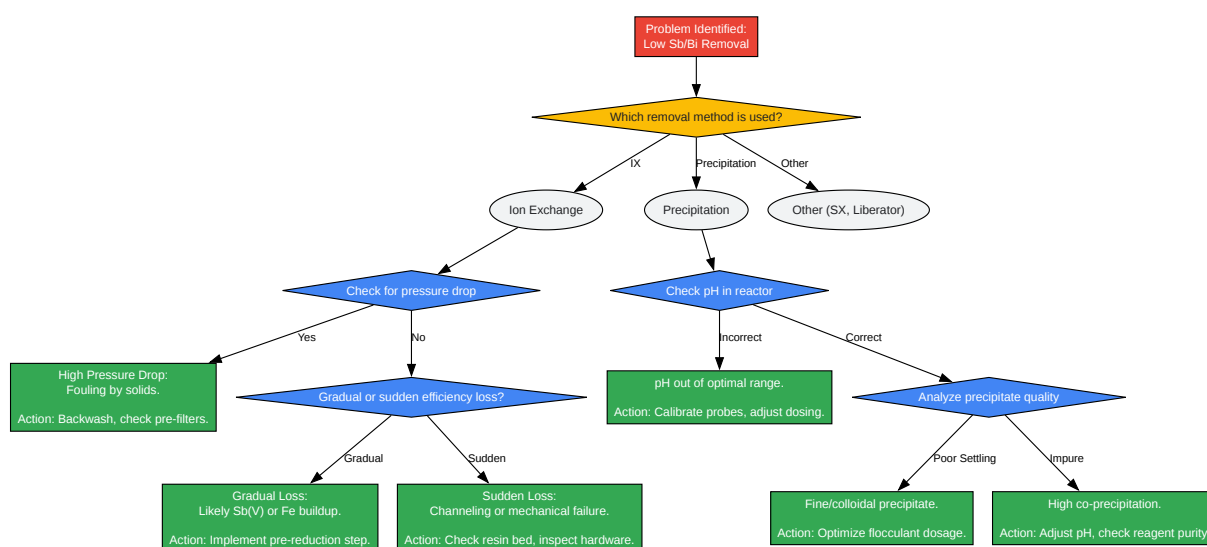 Problem Identified:
Low Sb/Bi Removal
Which removal method is used?
IX
Precipitation
Other
Ion Exchange
Precipitation
Other (SX, Liberator)
Check for pressure drop
Check pH in reactor
Yes
No
Incorrect
Correct
High Pressure Drop:
Fouling by solids.
Action: Backwash, check pre-filters.
Gradual or sudden efficiency loss?
pH out of optimal range.
Action: Calibrate probes, adjust dosing.
Analyze precipitate quality
Gradual
Sudden
Poor Settling
Impure
Gradual Loss:
Likely Sb(V) or Fe buildup.
Action: Implement pre-reduction step.
Sudden Loss:
Channeling or mechanical failure.
Action: Check resin bed, inspect hardware.
Fine/colloidal precipitate.
Action: Optimize flocculant dosage.
High co-precipitation.
Action: Adjust pH, check reagent purity